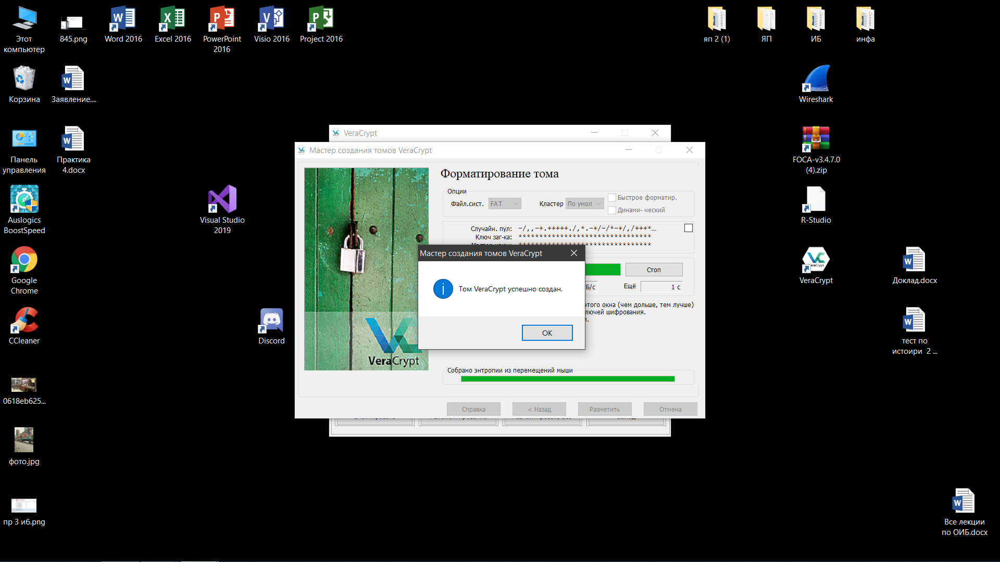 Этот
компьютер
845.png
Word 2016
Excel 2016
PowerPoint
2016
Visio 2016
Project 2016
яп 2 (1)
ЯП
ИБ
инфа
Корзина
Заявление....
Wireshark
Панель
управления
Практика
4.docx
FOCA-v3.4.7.0
(4).zip
Auslogics
BoostSpeed
Visual Studio
2019
R-Studio
Google
Chrome
VeraCrypt
Доклад.docx
CCleaner
Discord
тест по
истоири 2 ...
0618eb625...
фото.jpg
пр 3 иб.png
Все лекции
по ОИБ.docx
VeraCrypt
Мастер создания томов VeraCrypt
Форматирование тома
Опции
Файл.сист. FAT Кластер По умол
Быстрое форматир.
Динами- ческий
Случайн. пул: -/,,-+.+++++./,*.-+/-/*-+/,/+++*...
Ключ заг-ка: ********************************
Стоп
Б/с Ещё 1 с
этого окна (чем дольше, тем лучше)
лючей шифрования.
Мастер создания томов VeraCrypt
Том VeraCrypt успешно создан.
OK
VeraCrypt
Собрано энтропии из перемещений мыши
Справка
< Назад
Разметить
Отмена